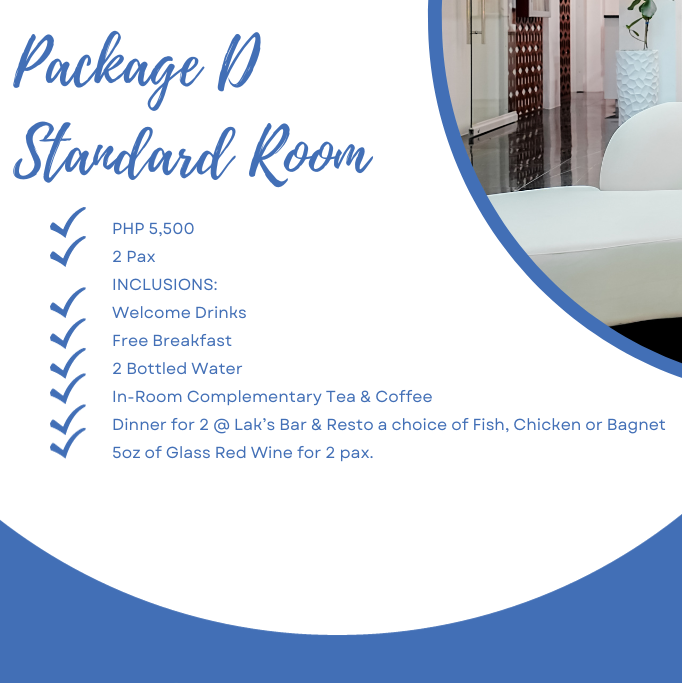 Package D
Standard Room
PHP 5,500
2 Pax
INCLUSIONS:
Welcome Drinks
Free Breakfast
2 Bottled Water
In-Room Complementary Tea & Coffee
Dinner for 2 @ Lak's Bar & Resto a choice of Fish, Chicken or Bagnet
5oz of Glass Red Wine for 2 pax.